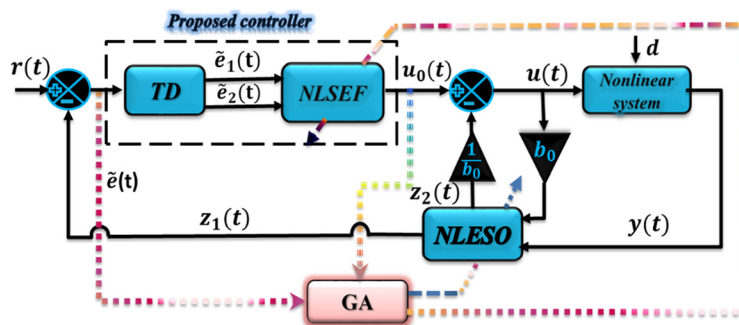 Proposed controller
r(t)
+
−
TD
ẽ₁(t)
ẽ₂(t)
NLSEF
u₀(t)
+
−
u(t)
d
Nonlinear
system
1
b₀
b₀
ẽ(t)
z₁(t)
z₂(t)
NLESO
y(t)
GA